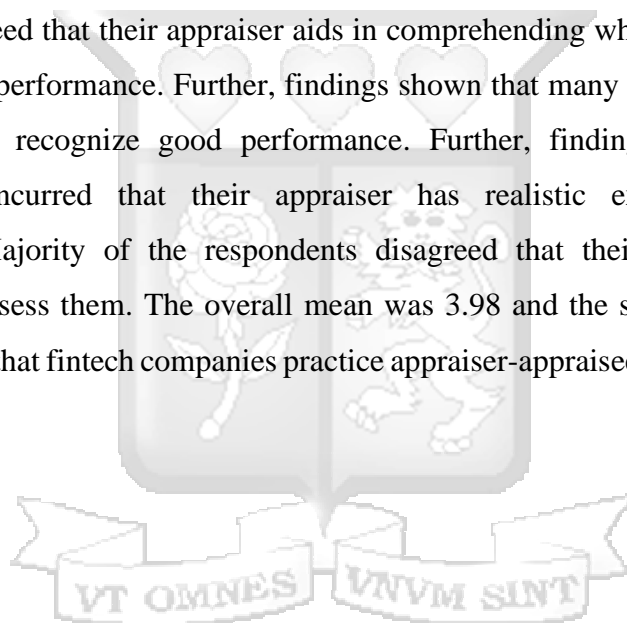 eed that their appraiser aids in comprehending wh
performance. Further, findings shown that many
recognize good performance. Further, findin
ncurred that their appraiser has realistic e
ajority of the respondents disagreed that thei
sess them. The overall mean was 3.98 and the s
that fintech companies practice appraiser-appraised
VT OMNES VNVM SINT